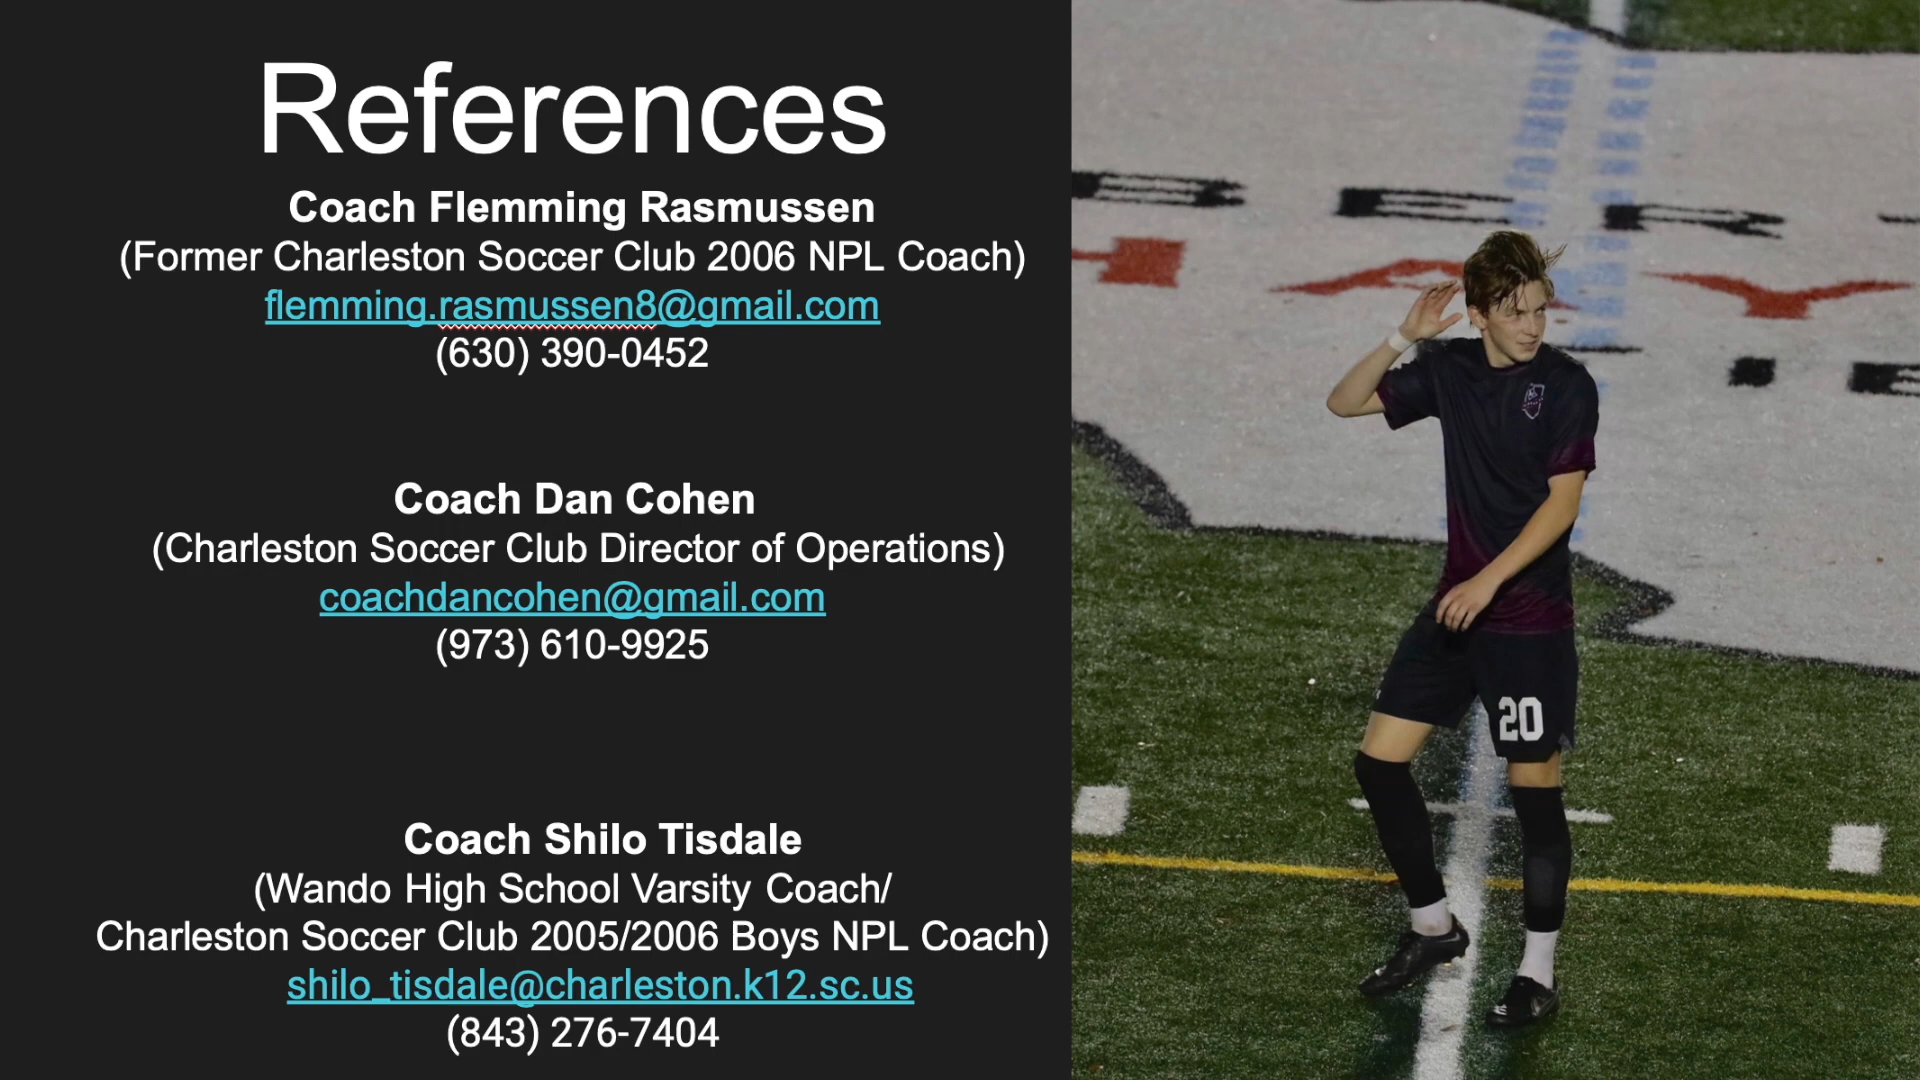 References
Coach Flemming Rasmussen
(Former Charleston Soccer Club 2006 NPL Coach)
flemming.rasmussen8@gmail.com
(630) 390-0452
Coach Dan Cohen
(Charleston Soccer Club Director of Operations)
coachdancohen@gmail.com
(973) 610-9925
Coach Shilo Tisdale
(Wando High School Varsity Coach/
Charleston Soccer Club 2005/2006 Boys NPL Coach)
shilo_tisdale@charleston.k12.sc.us
(843) 276-7404
20